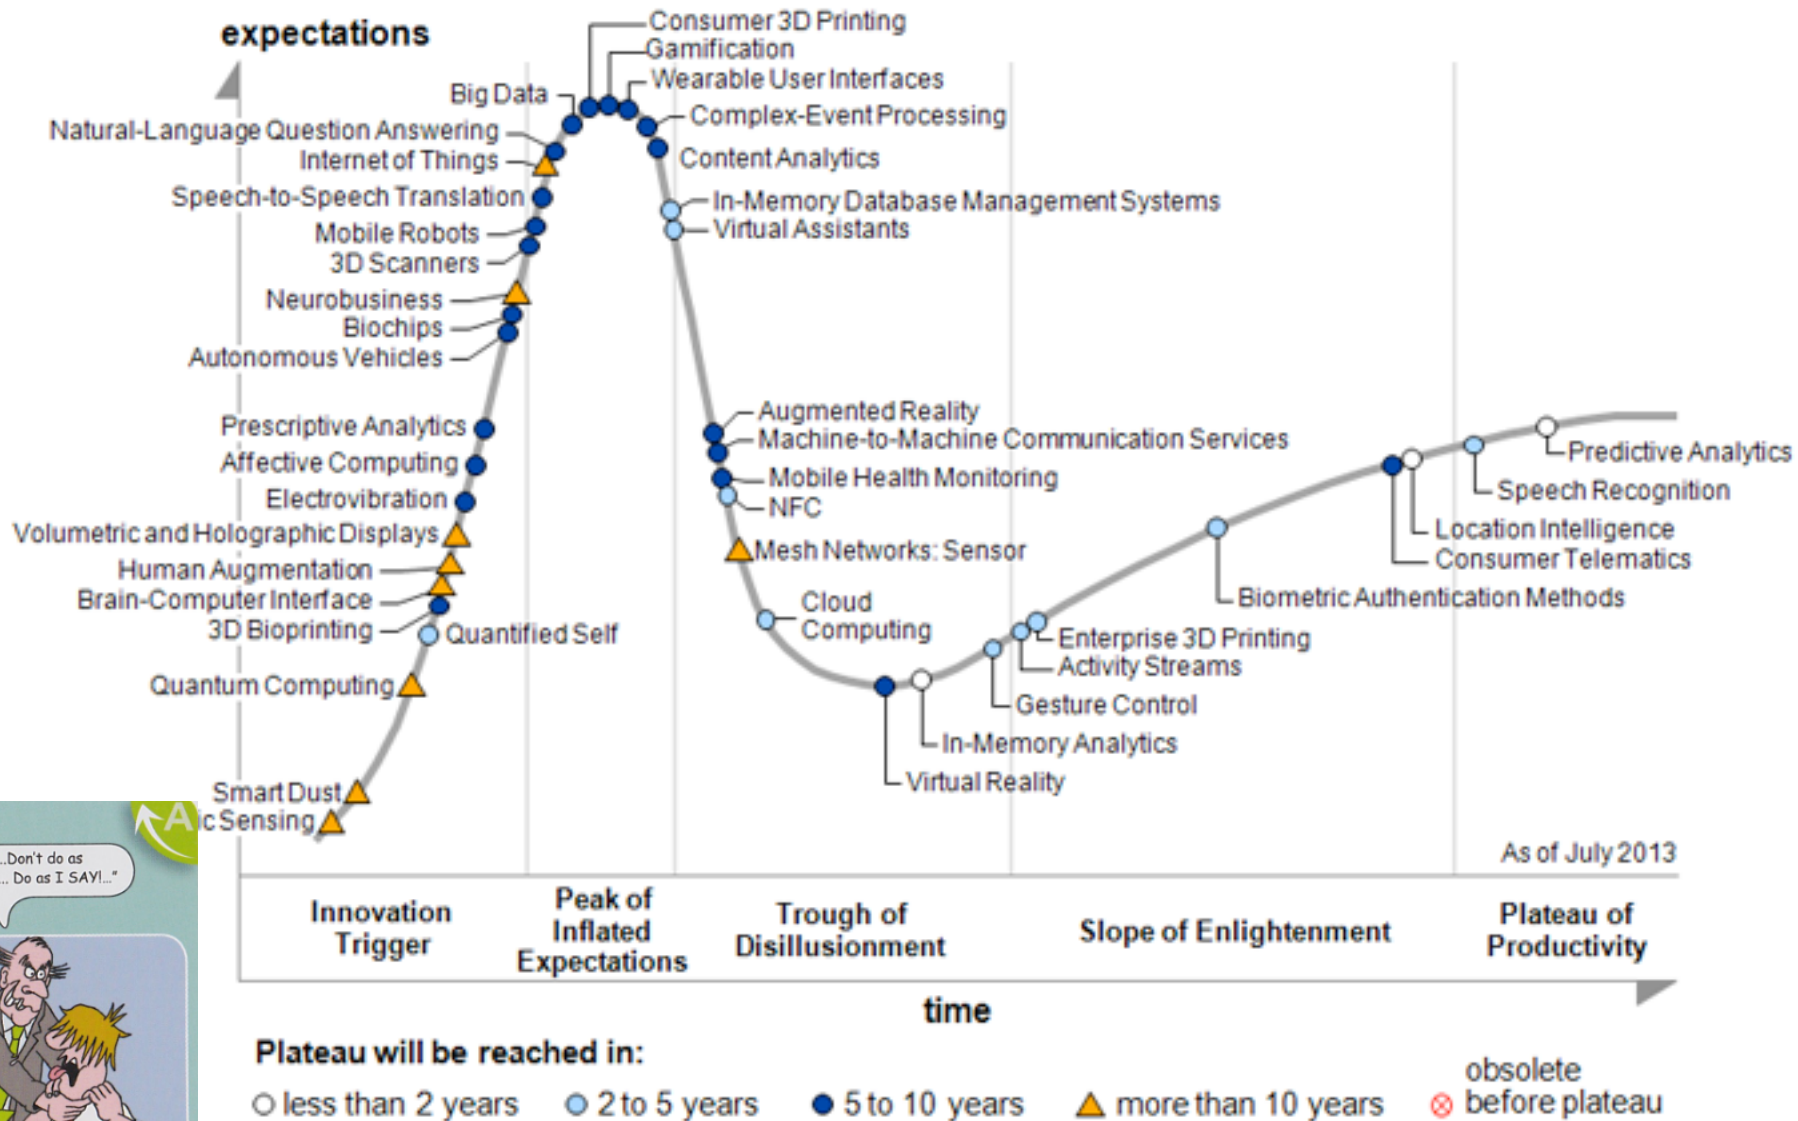 expectations
Consumer 3D Printing
Gamification
Wearable User Interfaces
Big Data
Complex-Event Processing
Natural-Language Question Answering
Content Analytics
Internet of Things
Speech-to-Speech Translation
In-Memory Database Management Systems
Mobile Robots
Virtual Assistants
3D Scanners
Neurobusiness
Biochips
Autonomous Vehicles
Prescriptive Analytics
Affective Computing
Electrovibration
Volumetric and Holographic Displays
Human Augmentation
Brain-Computer Interface
3D Bioprinting
Quantified Self
Quantum Computing
Smart Dust
ic Sensing
Augmented Reality
Machine-to-Machine Communication Services
Mobile Health Monitoring
NFC
Mesh Networks: Sensor
Cloud
Computing
Predictive Analytics
Speech Recognition
Location Intelligence
Consumer Telematics
Biometric Authentication Methods
Enterprise 3D Printing
Activity Streams
Gesture Control
In-Memory Analytics
Virtual Reality
As of July 2013
A
...Don't do as
... Do as I SAY!..."
Innovation
Trigger
Peak of
Inflated
Expectations
Trough of
Disillusionment
Slope of Enlightenment
Plateau of
Productivity
time
Plateau will be reached in:
less than 2 years
2 to 5 years
5 to 10 years
more than 10 years
obsolete
before plateau